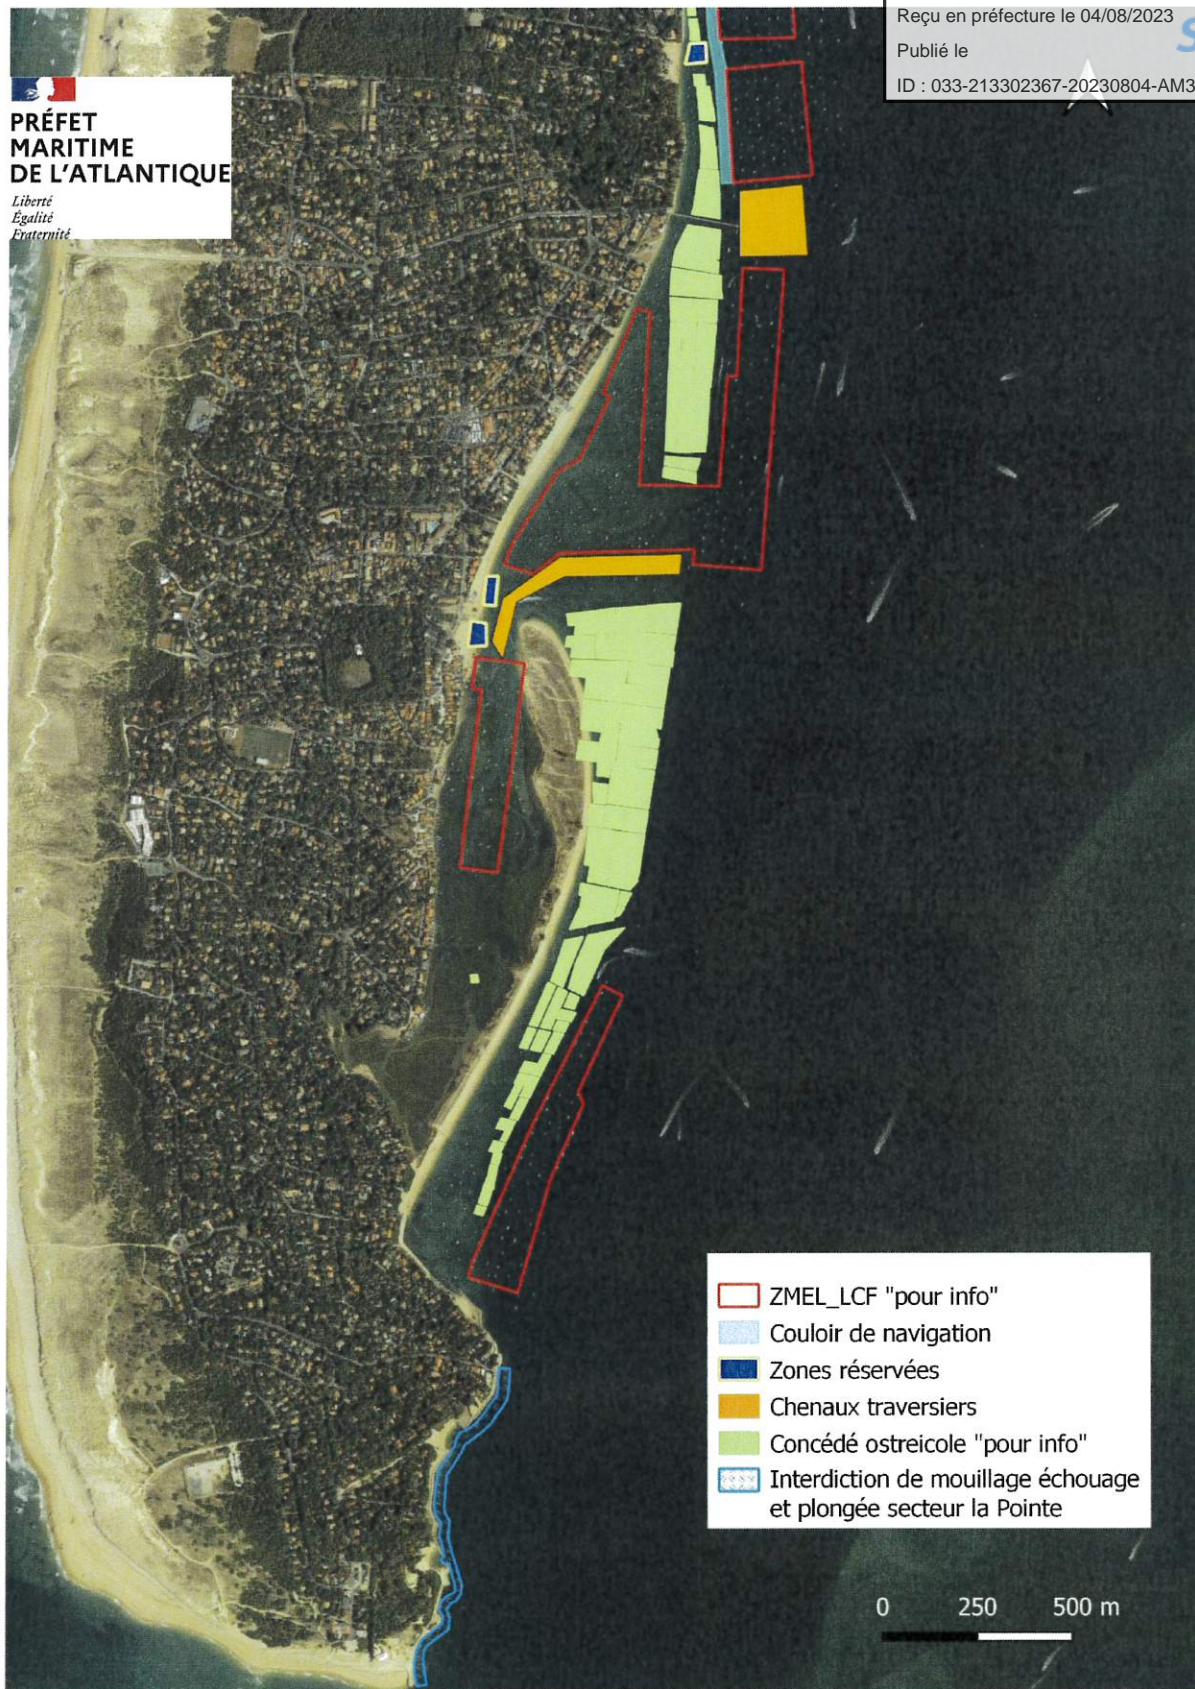 Reçu en préfecture le 04/08/2023
Publié le
ID : 033-213302367-20230804-AM3
PRÉFET
MARITIME
DE L'ATLANTIQUE
Liberté
Égalité
Fraternité
ZMEL_LCF "pour info"
Couloir de navigation
Zones réservées
Chenaux traversiers
Concédé ostreicole "pour info"
Interdiction de mouillage échouage
et plongée secteur la Pointe
0 250 500 m